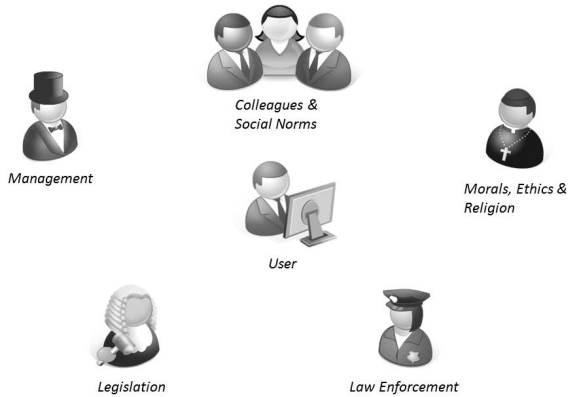 Colleagues &
Social Norms
Management
Morals, Ethics &
Religion
User
Legislation
Law Enforcement